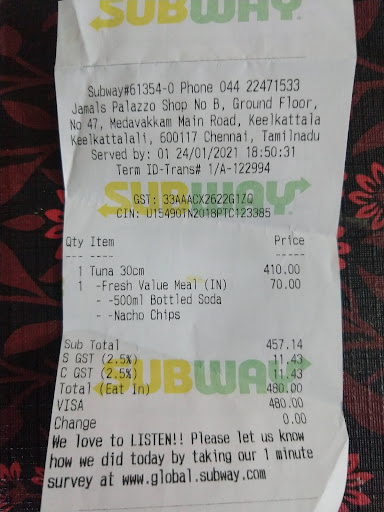 SUBWAY
Subway#61354-0 Phone 044 22471533
Jamals Palazzo Shop No B, Ground Floor,
No 47, Medavakkam Main Road, Keelkattala
Keelkattalali, 600117 Chennai, Tamilnadu
Served by: 01 24/01/2021 18:50:31
Term ID-Trans# 1/A-122994
SUBWAY
GST: 33AAACX2622G1ZQ
CIN: U15490TN2018PTC123385
Qty Item Price
--- ---- -----
1 Tuna 30cm 410.00
1 -Fresh Value Meal (IN) 70.00
- -500ml Bottled Soda
- -Nacho Chips
Sub Total 457.14
S GST (2.5%) 11.43
C GST (2.5%) 11.43
SUBWAY
Total (Eat In) 480.00
VISA 480.00
Change 0.00
We love to LISTEN!! Please let us know
how we did today by taking our 1 minute
survey at www.global.subway.com